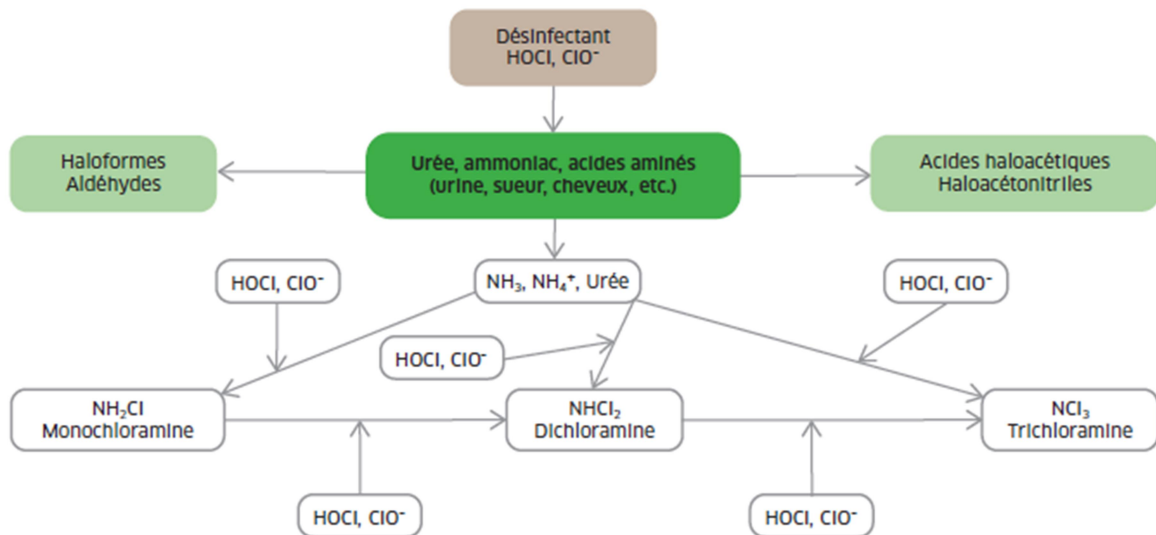 Désinfectant
HOCl, ClO⁻
Haloformes
Aldéhydes
Urée, ammoniac, acides aminés
(urine, sueur, cheveux, etc.)
Acides haloacétiques
Haloacétonitriles
HOCl, ClO⁻
NH₃, NH₄⁺, Urée
HOCl, ClO⁻
HOCl, ClO⁻
NH₂Cl
Monochloramine
NHCl₂
Dichloramine
NCl₃
Trichloramine
HOCl, ClO⁻
HOCl, ClO⁻